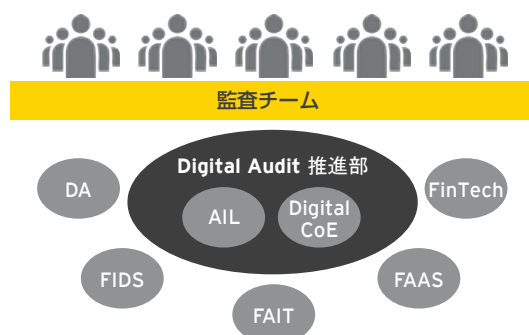 監査チーム
Digital Audit 推進部
DA
AIL
Digital
CoE
FinTech
FIDS
FAAS
FAIT